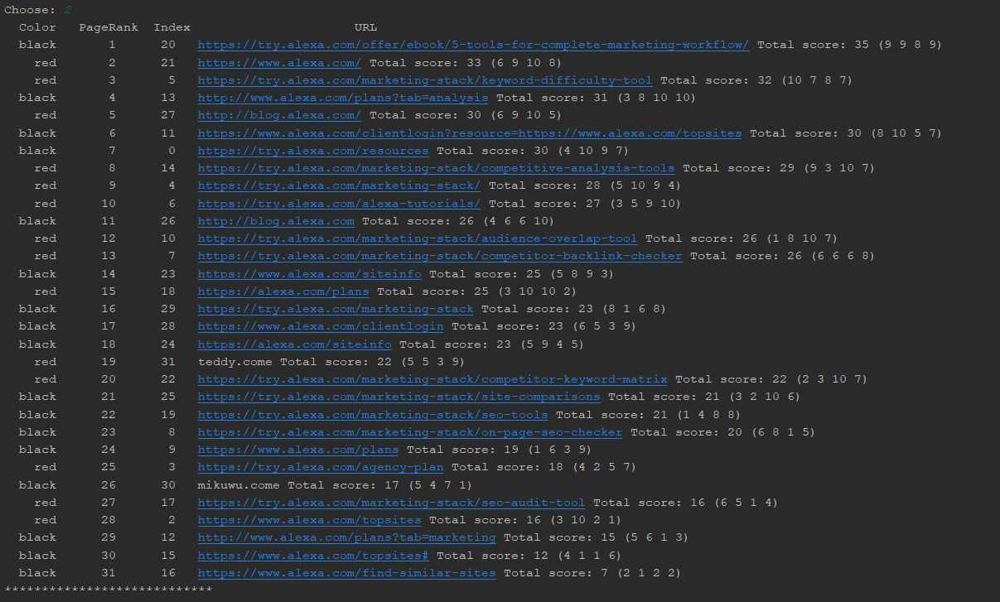 Choose: 2
Color PageRank Index URL
black 1 20 https://try.alexa.com/offer/ebook/5-tools-for-complete-marketing-workflow/ Total score: 35 (9 9 8 9)
red 2 21 https://www.alexa.com/ Total score: 33 (6 9 10 8)
red 3 5 https://try.alexa.com/marketing-stack/keyword-difficulty-tool Total score: 32 (10 7 8 7)
black 4 13 http://www.alexa.com/plans?tab=analysis Total score: 31 (3 8 10 10)
red 5 27 http://blog.alexa.com/ Total score: 30 (6 9 10 5)
black 6 11 https://www.alexa.com/clientlogin?resource=https://www.alexa.com/topsites Total score: 30 (8 10 5 7)
black 7 0 https://try.alexa.com/resources Total score: 30 (4 10 9 7)
red 8 14 https://try.alexa.com/marketing-stack/competitive-analysis-tools Total score: 29 (9 3 10 7)
red 9 4 https://try.alexa.com/marketing-stack/ Total score: 28 (5 10 9 4)
red 10 6 https://try.alexa.com/alexa-tutorials/ Total score: 27 (3 5 9 10)
black 11 26 http://blog.alexa.com Total score: 26 (4 6 6 10)
red 12 10 https://try.alexa.com/marketing-stack/audience-overlap-tool Total score: 26 (1 8 10 7)
red 13 7 https://try.alexa.com/marketing-stack/competitor-backlink-checker Total score: 26 (6 6 6 8)
black 14 23 https://www.alexa.com/siteinfo Total score: 25 (5 8 9 3)
red 15 18 https://alexa.com/plans Total score: 25 (3 10 10 2)
black 16 29 https://try.alexa.com/marketing-stack Total score: 23 (8 1 6 8)
black 17 28 https://www.alexa.com/clientlogin Total score: 23 (6 5 3 9)
black 18 24 https://alexa.com/siteinfo Total score: 23 (5 9 4 5)
red 19 31 teddy.come Total score: 22 (5 5 3 9)
red 20 22 https://try.alexa.com/marketing-stack/competitor-keyword-matrix Total score: 22 (2 3 10 7)
black 21 25 https://try.alexa.com/marketing-stack/site-comparisons Total score: 21 (3 2 10 6)
black 22 19 https://try.alexa.com/marketing-stack/seo-tools Total score: 21 (1 4 8 8)
black 23 8 https://try.alexa.com/marketing-stack/on-page-seo-checker Total score: 20 (6 8 1 5)
black 24 9 https://www.alexa.com/plans Total score: 19 (1 6 3 9)
red 25 3 https://try.alexa.com/agency-plan Total score: 18 (4 2 5 7)
black 26 30 mikuwu.come Total score: 17 (5 4 7 1)
red 27 17 https://try.alexa.com/marketing-stack/seo-audit-tool Total score: 16 (6 5 1 4)
red 28 2 https://www.alexa.com/topsites Total score: 16 (3 10 2 1)
black 29 12 http://www.alexa.com/plans?tab=marketing Total score: 15 (5 6 1 3)
black 30 15 https://www.alexa.com/topsites# Total score: 12 (4 1 1 6)
black 31 16 https://www.alexa.com/find-similar-sites Total score: 7 (2 1 2 2)
****************************